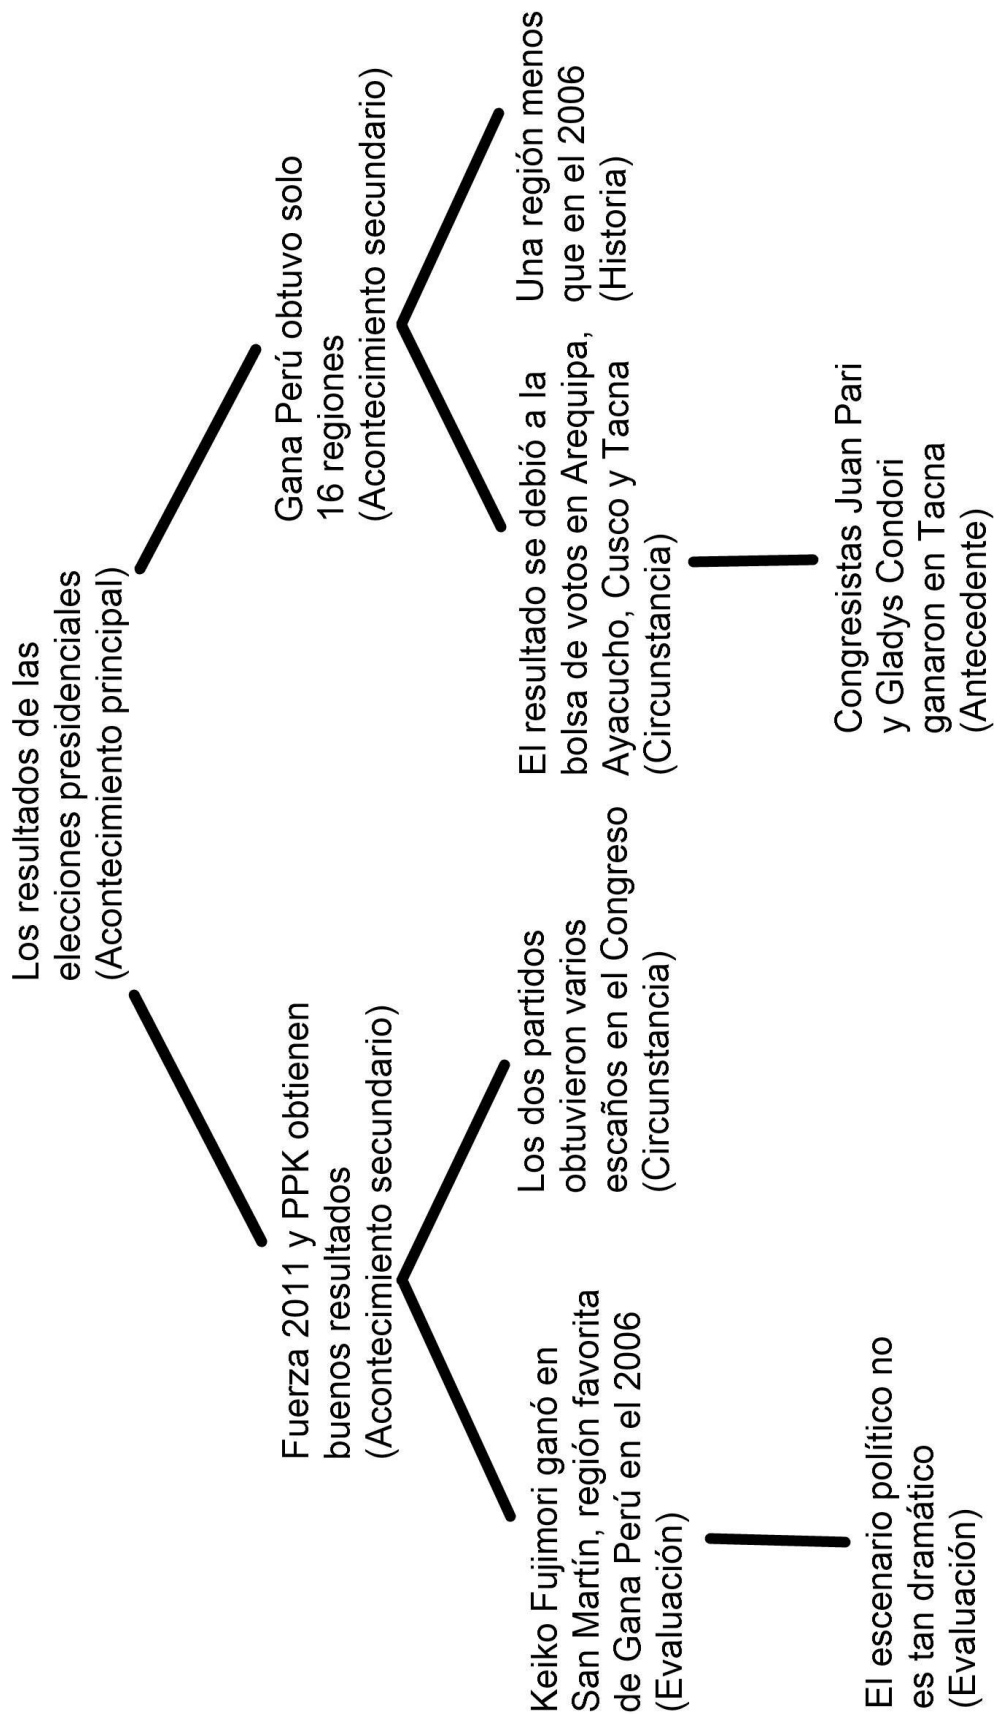 Los resultados de las
elecciones presidenciales
(Acontecimiento principal)
Fuerza 2011 y PPK obtienen
buenos resultados
(Acontecimiento secundario)
Gana Perú obtuvo solo
16 regiones
(Acontecimiento secundario)
Keiko Fujimori ganó en
San Martín, región favorita
de Gana Perú en el 2006
(Evaluación)
Los dos partidos
obtuvieron varios
escaños en el Congreso
(Circunstancia)
El resultado se debió a la
bolsa de votos en Arequipa,
Ayacucho, Cusco y Tacna
(Circunstancia)
Una región menos
que en el 2006
(Historia)
El escenario político no
es tan dramático
(Evaluación)
Congresistas Juan Pari
y Gladys Condori
ganaron en Tacna
(Antecedente)